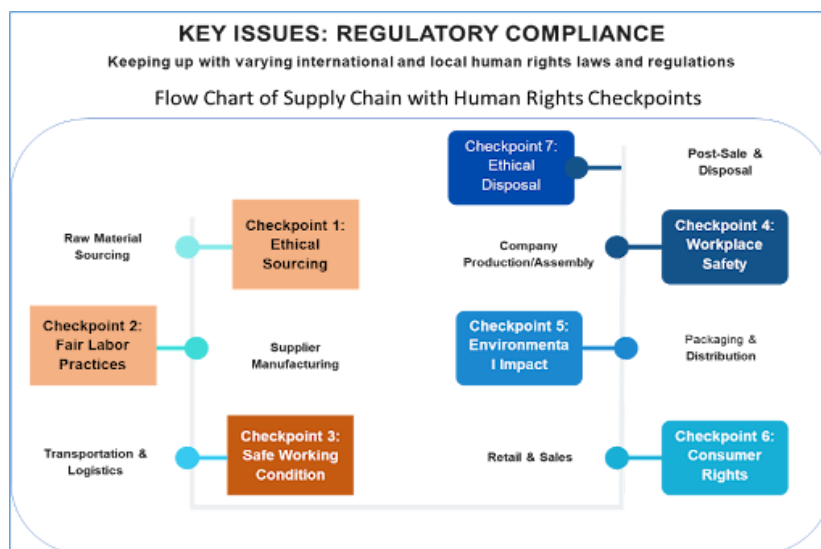 KEY ISSUES: REGULATORY COMPLIANCE
Keeping up with varying international and local human rights laws and regulations
Flow Chart of Supply Chain with Human Rights Checkpoints
Raw Material
Sourcing
Checkpoint 1:
Ethical
Sourcing
Checkpoint 2:
Fair Labor
Practices
Supplier
Manufacturing
Transportation &
Logistics
Checkpoint 3:
Safe Working
Condition
Checkpoint 7:
Ethical
Disposal
Post-Sale &
Disposal
Company
Production/Assembly
Checkpoint 4:
Workplace
Safety
Checkpoint 5:
Environmenta
l Impact
Packaging &
Distribution
Retail & Sales
Checkpoint 6:
Consumer
Rights